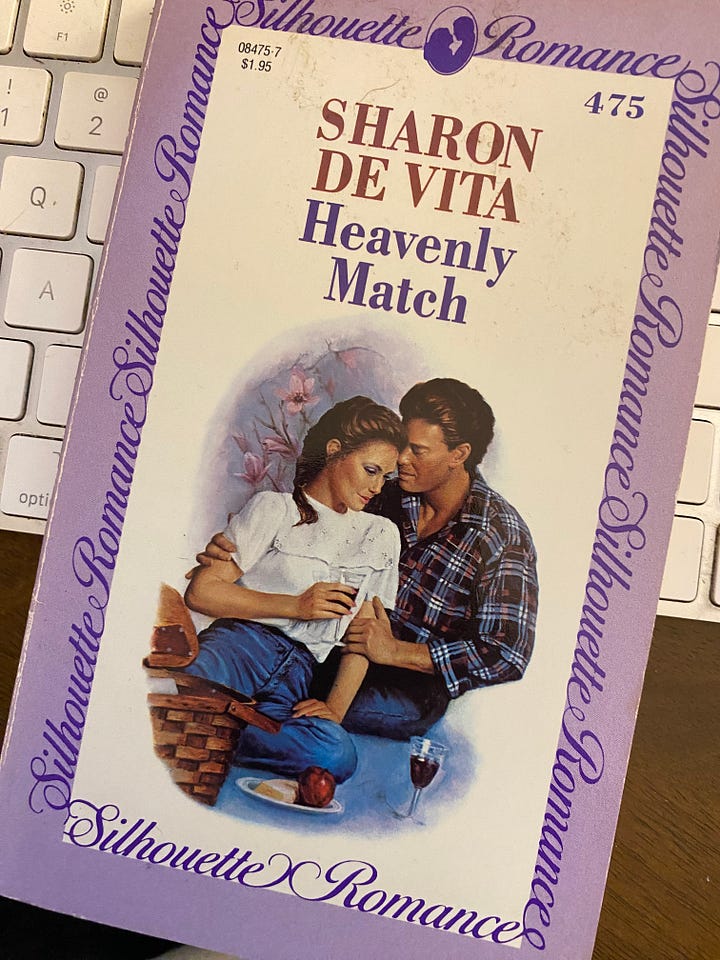 Silhouette Romance
08475-7
$1.95
475
SHARON
DE VITA
Heavenly
Match
Silhouette Romance Silhouette Romance
Silhouette Romance Silhouette Romance
Silhouette Romance
F1
!
1
@
2
Q
A
opti